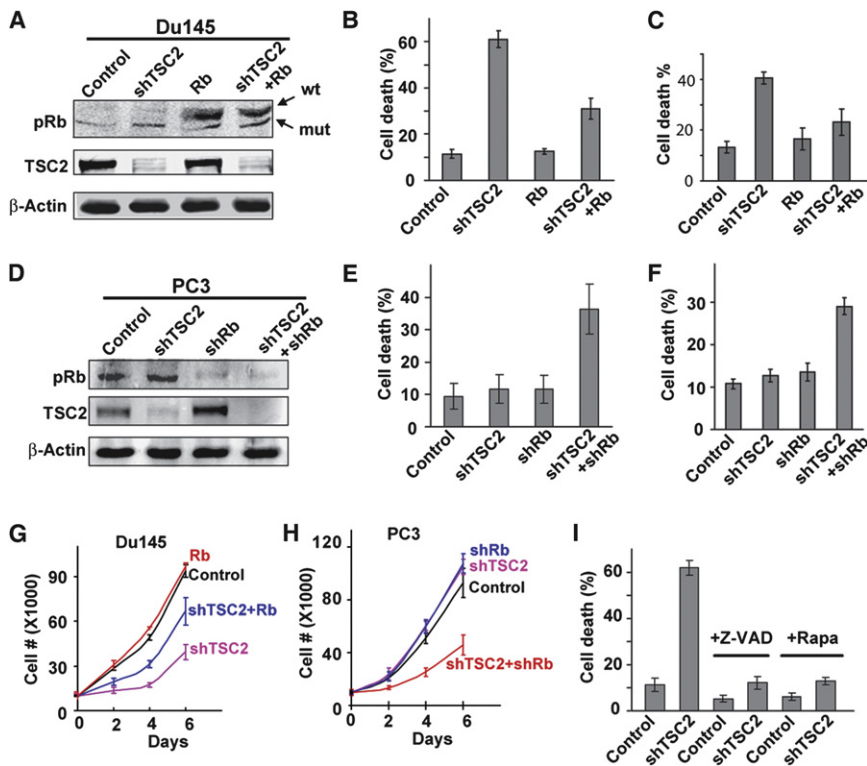 A
Du145
Control
shTSC2
Rb
shTSC2
+Rb
wt
mut
pRb
TSC2
β-Actin
B
Cell death (%)
60
40
20
0
Control
shTSC2
Rb
shTSC2
+Rb
C
Cell death %
40
20
0
Control
shTSC2
Rb
shTSC2
+Rb
D
PC3
Control
shTSC2
shRb
shTSC2
+shRb
pRb
TSC2
β-Actin
E
Cell death (%)
40
30
20
10
0
Control
shTSC2
shRb
shTSC2
+shRb
F
Cell death (%)
30
20
10
0
Control
shTSC2
shRb
shTSC2
+shRb
G
Du145
Cell # (X1000)
90
60
30
0
Rb
Control
shTSC2+Rb
shTSC2
0 2 4 6
Days
H
PC3
Cell # (X1000)
120
80
40
0
shRb
shTSC2
Control
shTSC2+shRb
0 2 4 6
Days
I
Cell death (%)
60
40
20
0
+Z-VAD
+Rapa
Control
shTSC2
Control
shTSC2
Control
shTSC2